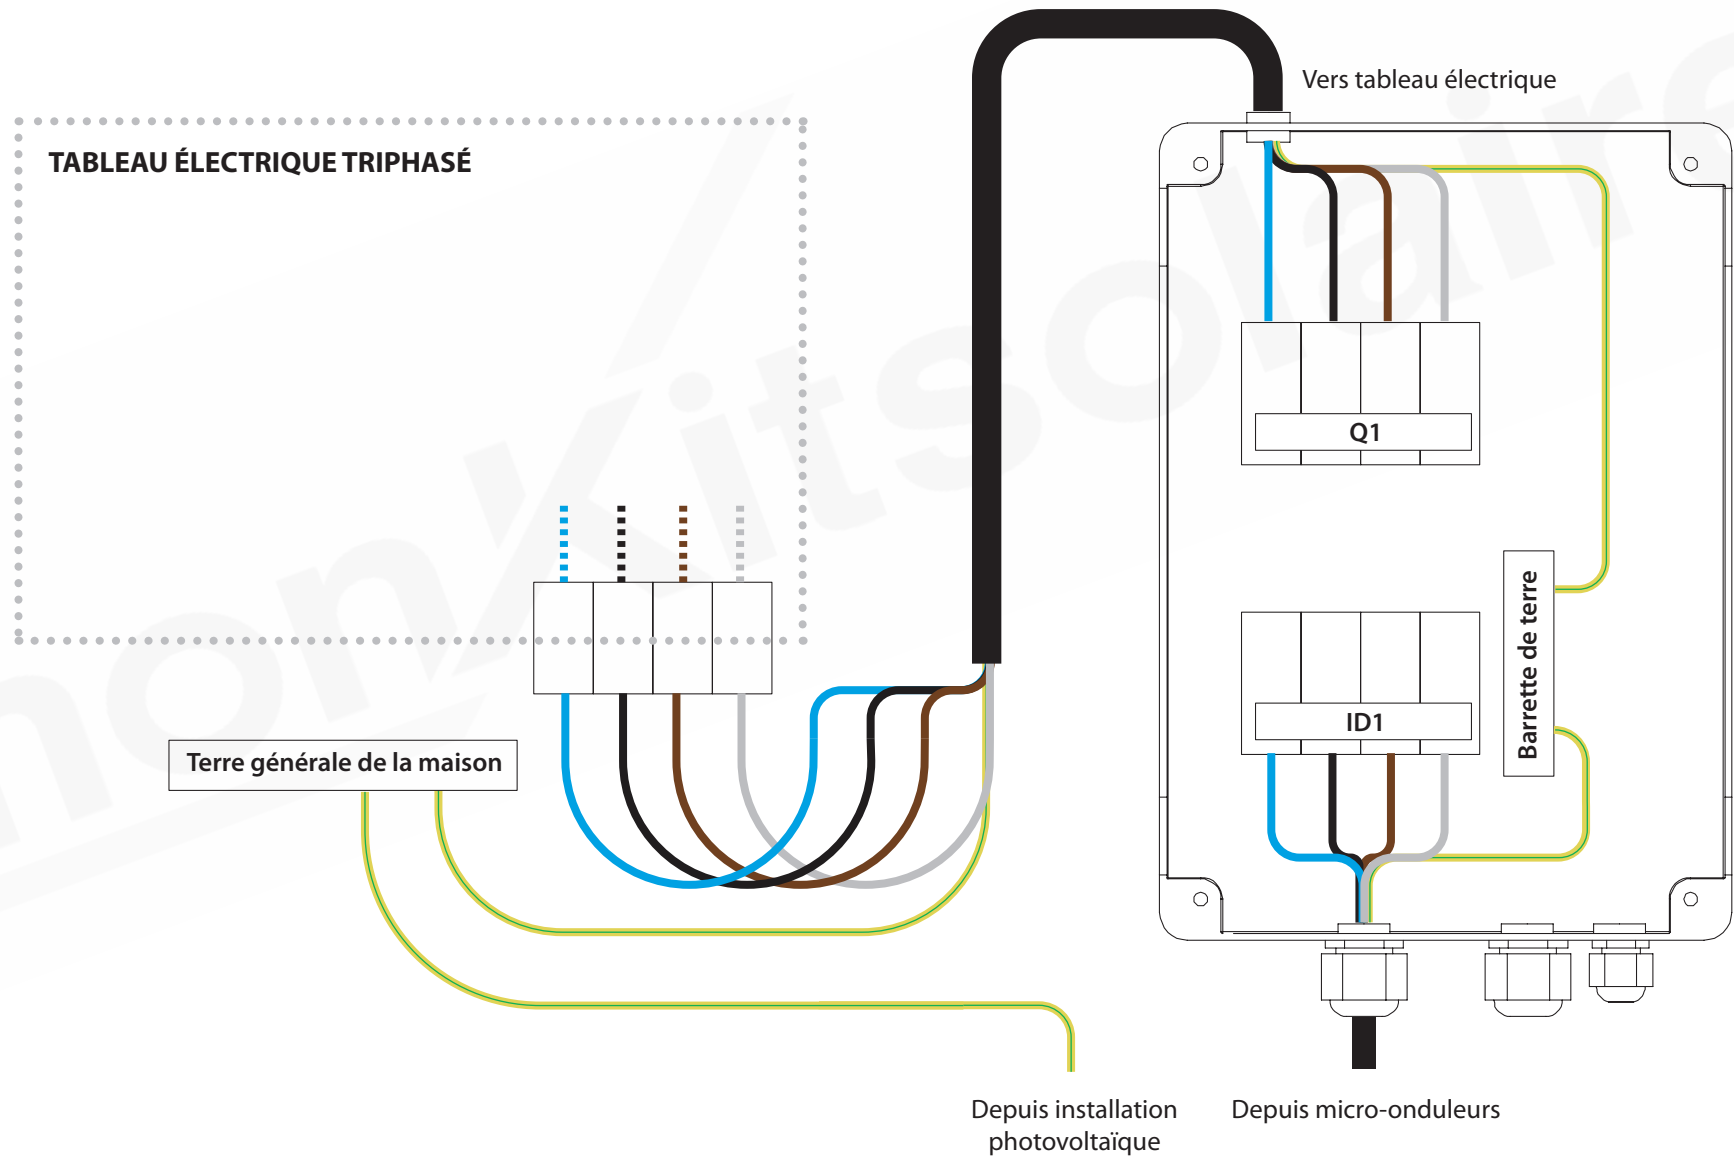 Vers tableau électrique
TABLEAU ÉLECTRIQUE TRIPHASÉ
Q1
Barrette de terre
ID1
Terre générale de la maison
Depuis installation
photovoltaïque
Depuis micro-onduleurs
monKitsolaire